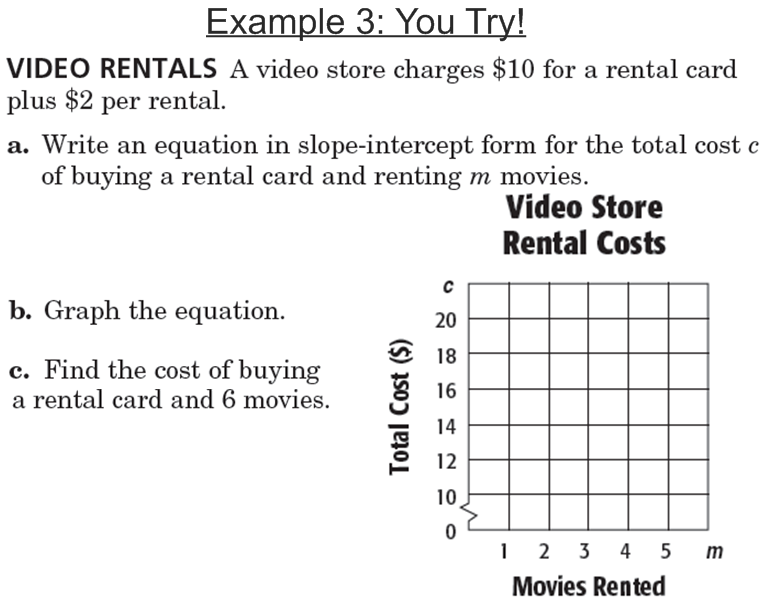 Example 3: You Try!
VIDEO RENTALS A video store charges $10 for a rental card
plus $2 per rental.
a. Write an equation in slope-intercept form for the total cost c
of buying a rental card and renting m movies.
b. Graph the equation.
c. Find the cost of buying
a rental card and 6 movies.
Video Store
Rental Costs
Total Cost ($)
c
20
18
16
14
12
10
0
1 2 3 4 5 m
Movies Rented